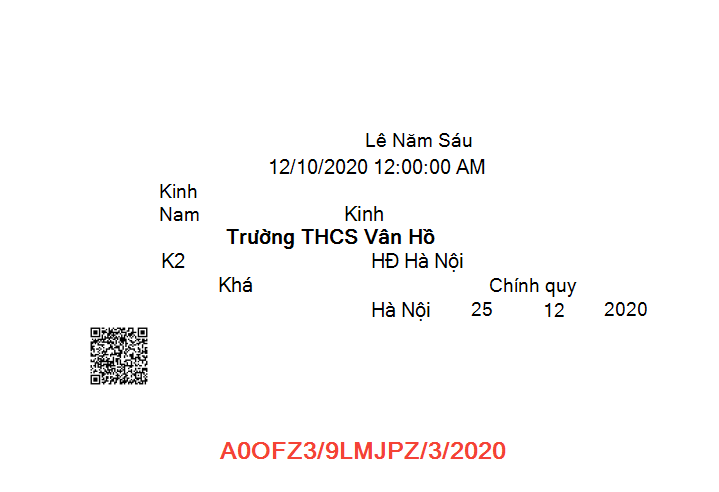 Lê Năm Sáu
12/10/2020 12:00:00 AM
Kinh
Nam Kinh
Trường THCS Vân Hồ
K2 HĐ Hà Nội
Khá Chính quy
Hà Nội 25 12 2020
A0OFZ3/9LMJPZ/3/2020